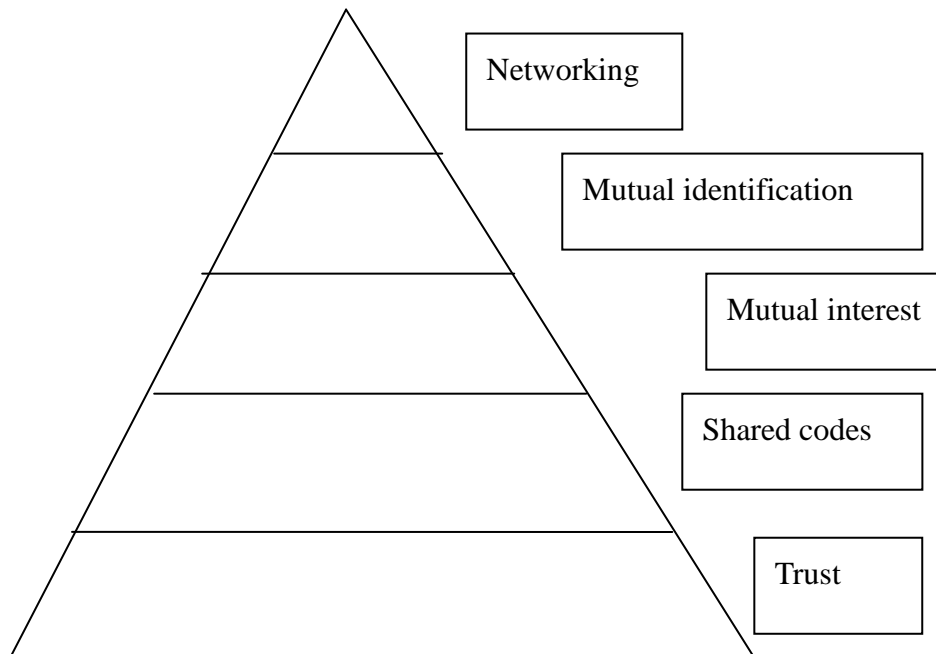 Networking
Mutual identification
Mutual interest
Shared codes
Trust